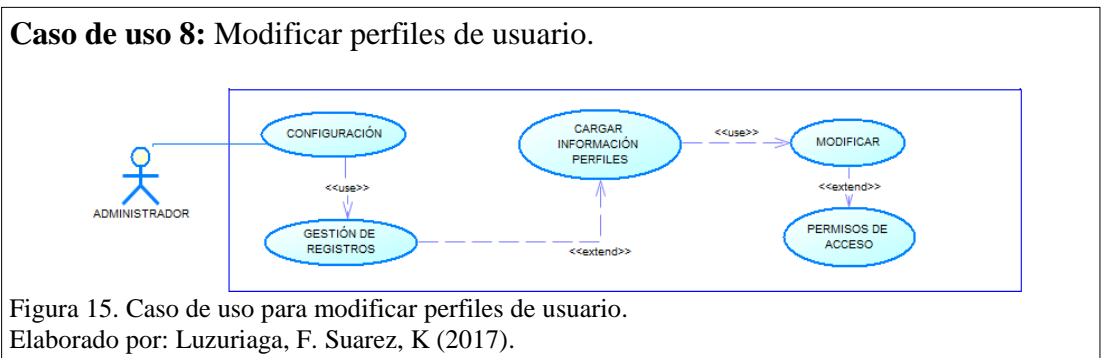 Caso de uso 8: Modificar perfiles de usuario.
CONFIGURACIÓN
CARGAR
INFORMACIÓN
PERFILES
<<use>>
MODIFICAR
<<use>>
<<extend>>
ADMINISTRADOR
GESTIÓN DE
REGISTROS
<<extend>>
PERMISOS DE
ACCESO
Figura 15. Caso de uso para modificar perfiles de usuario.
Elaborado por: Luzuriaga, F. Suarez, K (2017).